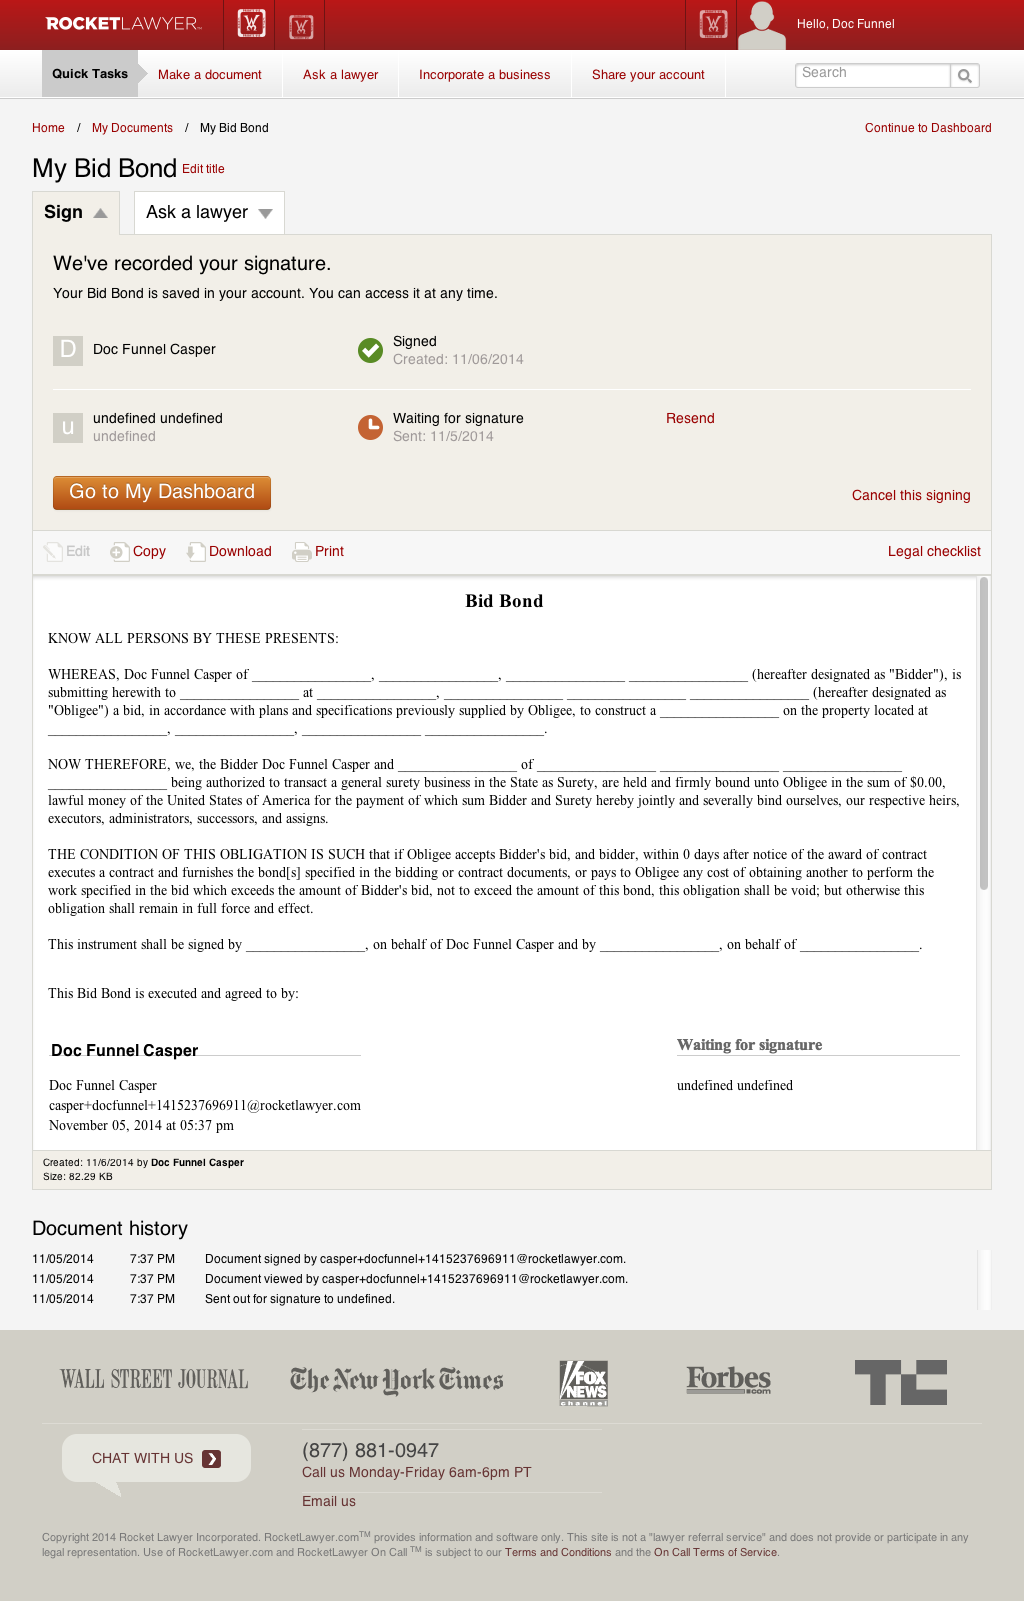 ROCKETLAWYER
Hello, Doc Funnel
Quick Tasks Make a document Ask a lawyer Incorporate a business Share your account Search
Home / My Documents / My Bid Bond Continue to Dashboard
My Bid Bond Edit title
Sign Ask a lawyer
We've recorded your signature.
Your Bid Bond is saved in your account. You can access it at any time.
D Doc Funnel Casper Signed
Created: 11/06/2014
u undefined undefined Waiting for signature Resend
undefined Sent: 11/5/2014
Go to My Dashboard Cancel this signing
Edit Copy Download Print Legal checklist
Bid Bond
KNOW ALL PERSONS BY THESE PRESENTS:
WHEREAS, Doc Funnel Casper of _________________, _________________, _________________ _________________ (hereafter designated as "Bidder"), is
submitting herewith to _________________ at _________________, _________________ _________________ _________________ (hereafter designated as
"Obligee") a bid, in accordance with plans and specifications previously supplied by Obligee, to construct a _________________ on the property located at
_________________, _________________, _________________ _________________.
NOW THEREFORE, we, the Bidder Doc Funnel Casper and _________________ of _________________ _________________ _________________
_________________ being authorized to transact a general surety business in the State as Surety, are held and firmly bound unto Obligee in the sum of $0.00,
lawful money of the United States of America for the payment of which sum Bidder and Surety hereby jointly and severally bind ourselves, our respective heirs,
executors, administrators, successors, and assigns.
THE CONDITION OF THIS OBLIGATION IS SUCH that if Obligee accepts Bidder's bid, and bidder, within 0 days after notice of the award of contract
executes a contract and furnishes the bond[s] specified in the bidding or contract documents, or pays to Obligee any cost of obtaining another to perform the
work specified in the bid which exceeds the amount of Bidder's bid, not to exceed the amount of this bond, this obligation shall be void; but otherwise this
obligation shall remain in full force and effect.
This instrument shall be signed by _________________, on behalf of Doc Funnel Casper and by _________________, on behalf of _________________.
This Bid Bond is executed and agreed to by:
Doc Funnel Casper Waiting for signature
Doc Funnel Casper undefined undefined
casper+docfunnel+1415237696911@rocketlawyer.com
November 05, 2014 at 05:37 pm
Created: 11/6/2014 by Doc Funnel Casper
Size: 82.29 KB
Document history
11/05/2014 7:37 PM Document signed by casper+docfunnel+1415237696911@rocketlawyer.com.
11/05/2014 7:37 PM Document viewed by casper+docfunnel+1415237696911@rocketlawyer.com.
11/05/2014 7:37 PM Sent out for signature to undefined.
WALL STREET JOURNAL The New York Times FOX NEWS channel Forbes.com TC
CHAT WITH US
(877) 881-0947
Call us Monday-Friday 6am-6pm PT
Email us
Copyright 2014 Rocket Lawyer Incorporated. RocketLawyer.com™ provides information and software only. This site is not a "lawyer referral service" and does not provide or participate in any
legal representation. Use of RocketLawyer.com and RocketLawyer On Call ™ is subject to our Terms and Conditions and the On Call Terms of Service.